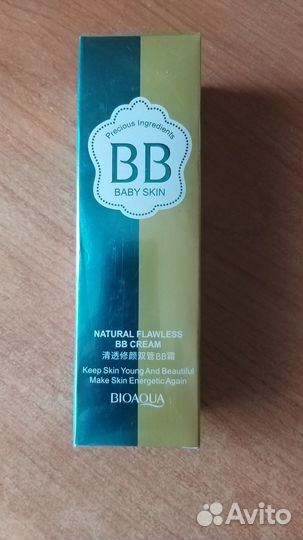 Precious Ingredients
BB
BABY SKIN
NATURAL FLAWLESS
BB CREAM
清透修颜双管BB霜
Keep Skin Young And Beautiful
Make Skin Energetic Again
BIOAQUA
Avito